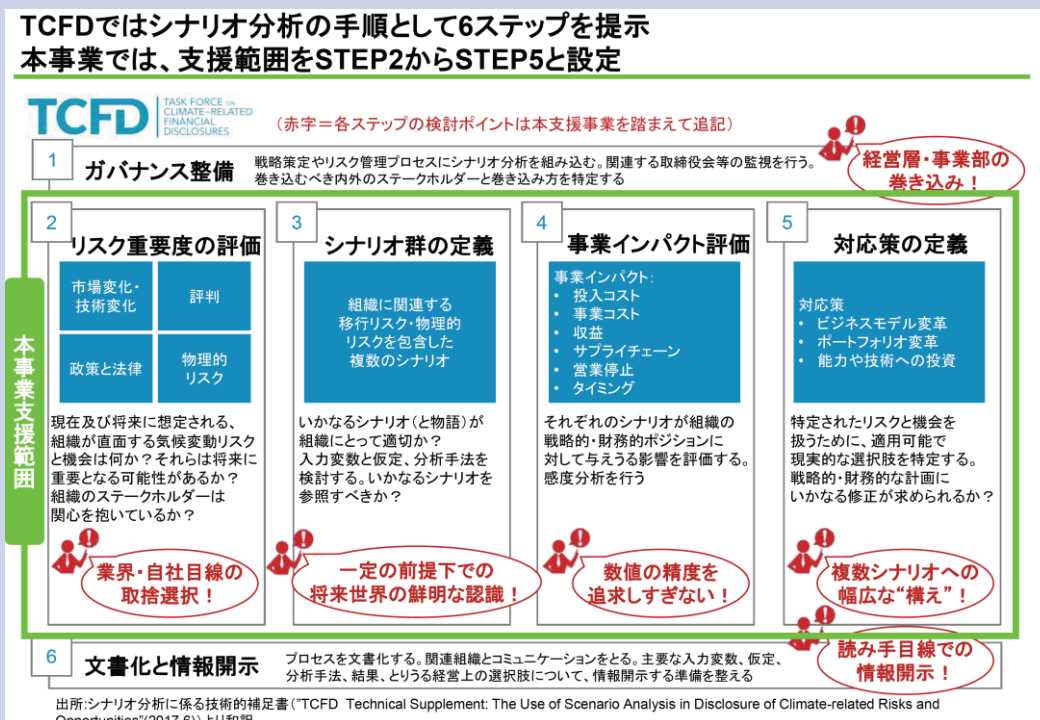 TCFDではシナリオ分析の手順として6ステップを提示
本事業では、支援範囲をSTEP2からSTEP5と設定
TCFD
TASK FORCE ON
CLIMATE-RELATED
FINANCIAL
DISCLOSURES
(赤字=各ステップの検討ポイントは本支援事業を踏まえて追記)
1
ガバナンス整備
戦略策定やリスク管理プロセスにシナリオ分析を組み込む。関連する取締役会等の監視を行う。
巻き込むべき内外のステークホルダーと巻き込み方を特定する
経営層・事業部の
巻き込み!
本事業支援範囲
2
リスク重要度の評価
市場変化・
技術変化
評判
政策と法律
物理的
リスク
現在及び将来に想定される、
組織が直面する気候変動リスク
と機会は何か?それらは将来に
重要となる可能性があるか?
組織のステークホルダーは
関心を抱いているか?
業界・自社目線の
取捨選択!
3
シナリオ群の定義
組織に関連する
移行リスク・物理的
リスクを包含した
複数のシナリオ
いかなるシナリオ(と物語)が
組織にとって適切か?
入力変数と仮定、分析手法を
検討する。いかなるシナリオを
参照すべきか?
一定の前提下での
将来世界の鮮明な認識!
4
事業インパクト評価
事業インパクト:
• 投入コスト
• 事業コスト
• 収益
• サプライチェーン
• 営業停止
• タイミング
それぞれのシナリオが組織の
戦略的・財務的ポジションに
対して与えうる影響を評価する。
感度分析を行う
数値の精度を
追求しすぎない!
5
対応策の定義
対応策
• ビジネスモデル変革
• ポートフォリオ変革
• 能力や技術への投資
特定されたリスクと機会を
扱うために、適用可能で
現実的な選択肢を特定する。
戦略的・財務的な計画に
いかなる修正が求められるか?
複数シナリオへの
幅広な“構え”!
6
文書化と情報開示
プロセスを文書化する。関連組織とコミュニケーションをとる。主要な入力変数、仮定、
分析手法、結果、とりうる経営上の選択肢について、情報開示する準備を整える
読み手目線での
情報開示!
出所:シナリオ分析に係る技術的補足書("TCFD Technical Supplement: The Use of Scenario Analysis in Disclosure of Climate-related Risks and
Opportunities"(2017.6))より和訳